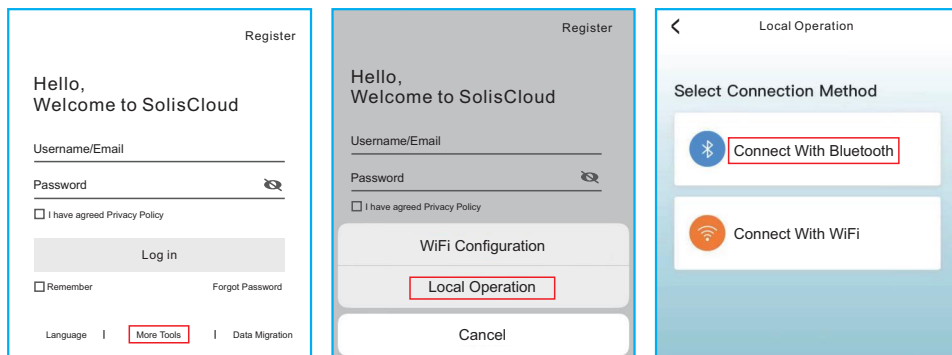 Register
Hello,
Welcome to SolisCloud
Username/Email
Password
I have agreed Privacy Policy
Log in
Remember Forgot Password
Language | More Tools | Data Migration
Register
Hello,
Welcome to SolisCloud
Username/Email
Password
I have agreed Privacy Policy
WiFi Configuration
Local Operation
Cancel
Local Operation
Select Connection Method
Connect With Bluetooth
Connect With WiFi